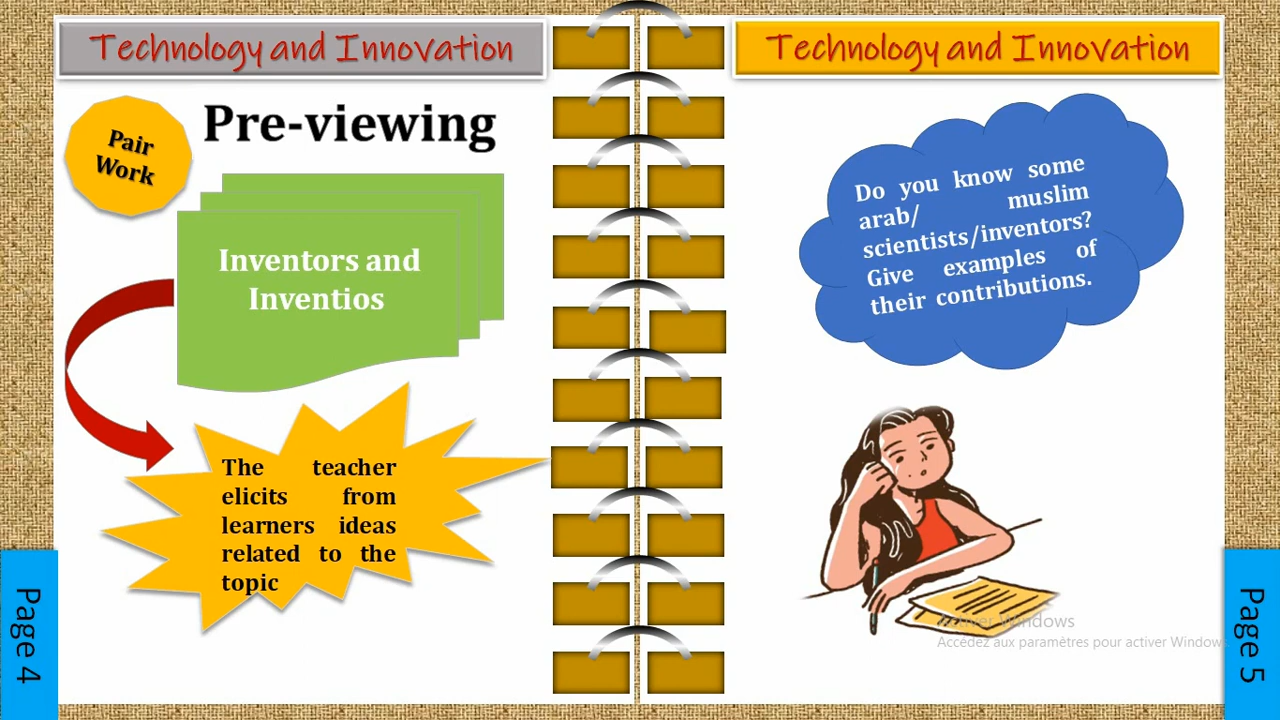 Technology and Innovation
Pair
Work
Pre-viewing
Inventors and
Inventios
The teacher
elicits from
learners ideas
related to the
topic
Page 4
Technology and Innovation
Do you know some
arab/ muslim
scientists/inventors?
Give examples of
their contributions.
Activer Windows
Accédez aux paramètres pour activer Windows
Page 5